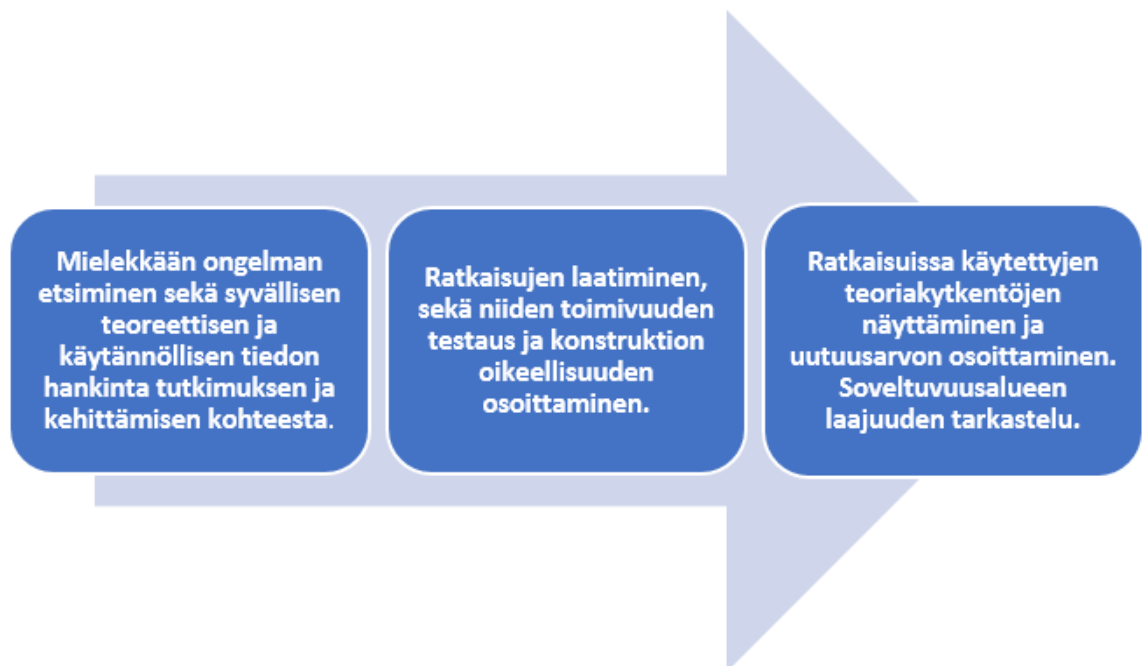 Mielekkään ongelman
etsiminen sekä syvällisen
teoreettisen ja
käytännöllisen tiedon
hankinta tutkimuksen ja
kehittämisen kohteesta.
Ratkaisujen laatiminen,
sekä niiden toimivuuden
testaus ja konstruktion
oikeellisuuden
osoittaminen.
Ratkaisuissa käytettyjen
teoriakytkentöjen
näyttäminen ja
uutuusarvon osoittaminen.
Soveltuvuusalueen
laajuuden tarkastelu.